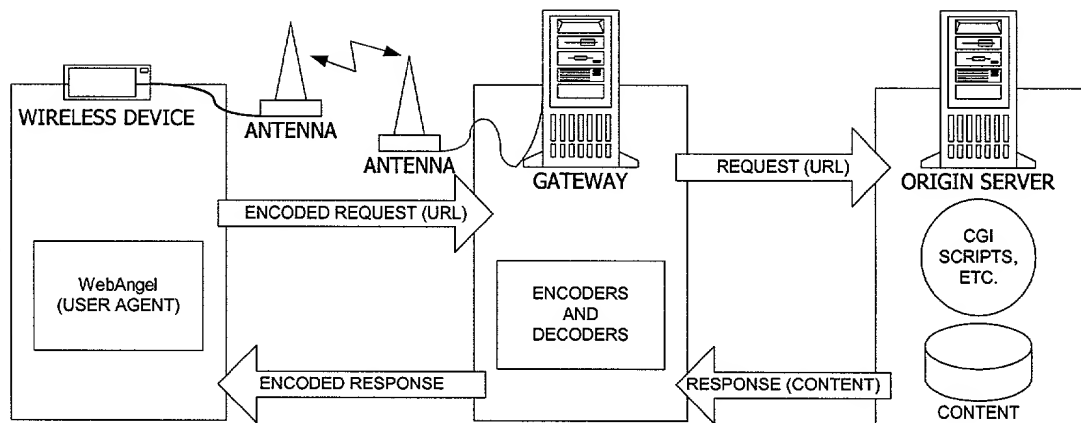 WIRELESS DEVICE
ANTENNA
ANTENNA
GATEWAY
REQUEST (URL)
ORIGIN SERVER
ENCODED REQUEST (URL)
CGI
SCRIPTS,
ETC.
WebAngel
(USER AGENT)
ENCODERS
AND
DECODERS
ENCODED RESPONSE
RESPONSE (CONTENT)
CONTENT